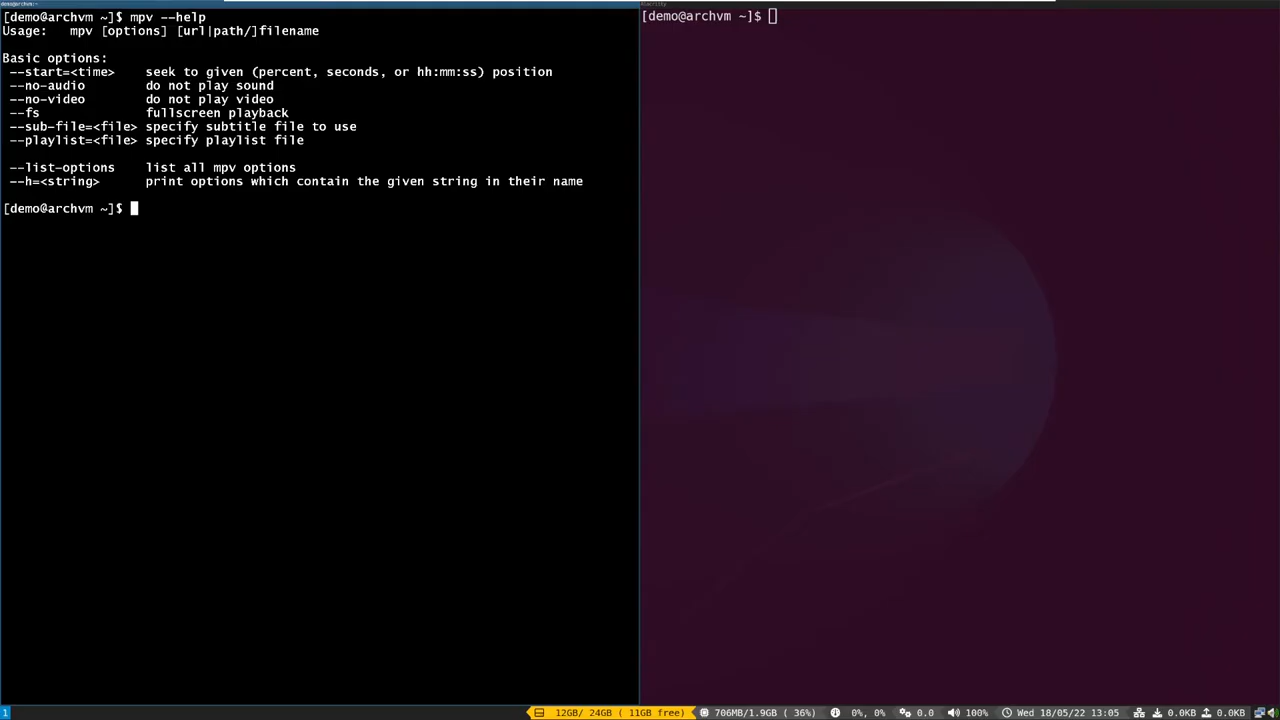 demo@archvm:~
[demo@archvm ~]$ mpv --help
Usage:   mpv [options] [url|path/]filename
Basic options:
--start=<time>    seek to given (percent, seconds, or hh:mm:ss) position
--no-audio        do not play sound
--no-video        do not play video
--fs              fullscreen playback
--sub-file=<file> specify subtitle file to use
--playlist=<file> specify playlist file
--list-options    list all mpv options
--h=<string>      print options which contain the given string in their name
[demo@archvm ~]$
Alacritty
[demo@archvm ~]$
1
12GB/ 24GB ( 11GB free) 706MB/1.9GB ( 36%) 0%, 0% 0.0 100% Wed 18/05/22 13:05 0.0KB 0.0KB